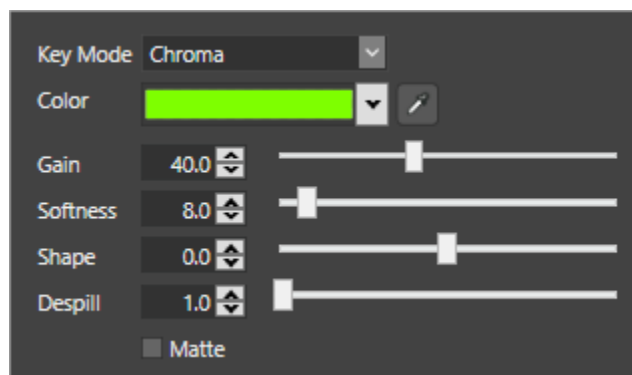 Key Mode Chroma
Color
Gain 40.0
Softness 8.0
Shape 0.0
Despill 1.0
Matte